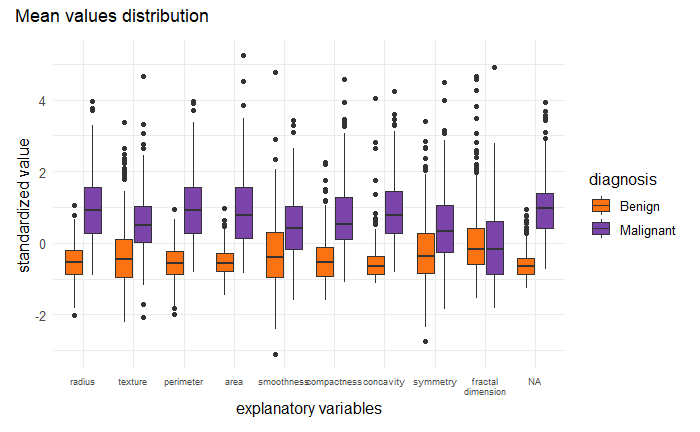 Mean values distribution
standardized value
4
2
0
-2
radius texture perimeter area smoothness compactness concavity symmetry fractal dimension NA
explanatory variables
diagnosis
Benign
Malignant